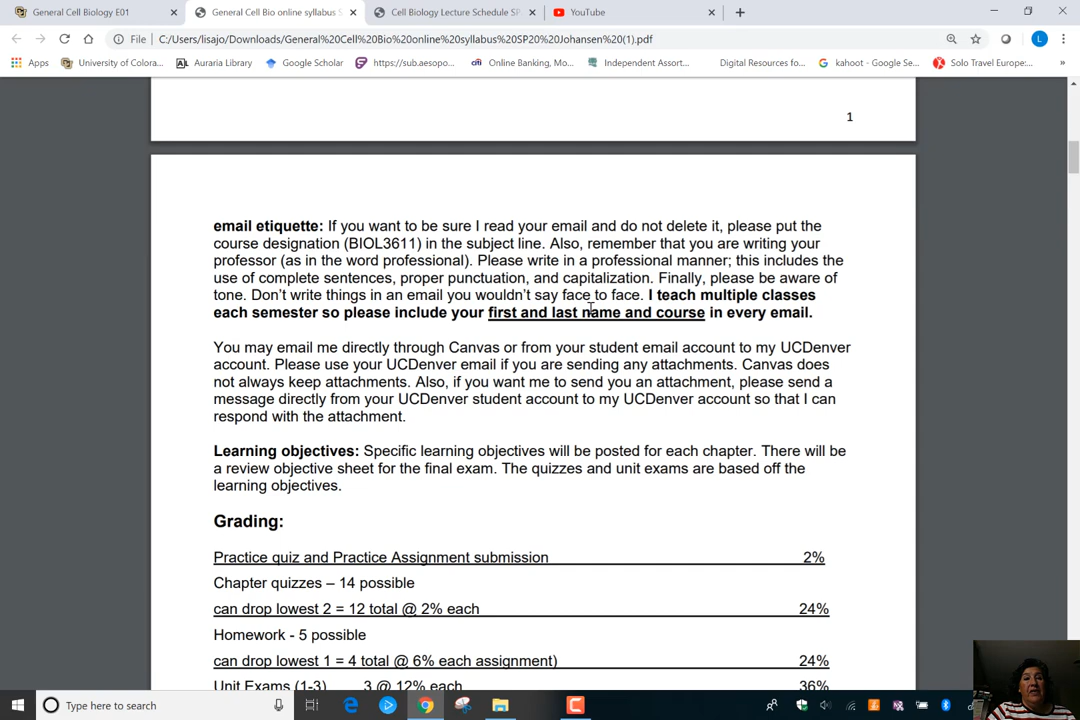 General Cell Biology E01
General Cell Bio online syllabus S
Cell Biology Lecture Schedule SP
YouTube
File
C:/Users/lisajo/Downloads/General%20Cell%20Bio%20online%20syllabus%20SP20%20Johansen%20(1).pdf
L
Apps
University of Colora...
Auraria Library
Google Scholar
https://sub.aesopo...
Online Banking, Mo...
Independent Assort...
Digital Resources fo...
kahoot - Google Se...
Solo Travel Europe:...
»
1
email etiquette: If you want to be sure I read your email and do not delete it, please put the
course designation (BIOL3611) in the subject line. Also, remember that you are writing your
professor (as in the word professional). Please write in a professional manner; this includes the
use of complete sentences, proper punctuation, and capitalization. Finally, please be aware of
tone. Don't write things in an email you wouldn't say face to face. I teach multiple classes
each semester so please include your first and last name and course in every email.
You may email me directly through Canvas or from your student email account to my UCDenver
account. Please use your UCDenver email if you are sending any attachments. Canvas does
not always keep attachments. Also, if you want me to send you an attachment, please send a
message directly from your UCDenver student account to my UCDenver account so that I can
respond with the attachment.
Learning objectives: Specific learning objectives will be posted for each chapter. There will be
a review objective sheet for the final exam. The quizzes and unit exams are based off the
learning objectives.
Grading:
Practice quiz and Practice Assignment submission 2%
Chapter quizzes – 14 possible
can drop lowest 2 = 12 total @ 2% each 24%
Homework - 5 possible
can drop lowest 1 = 4 total @ 6% each assignment) 24%
Unit Exams (1-3) 3 @ 12% each 36%
Type here to search